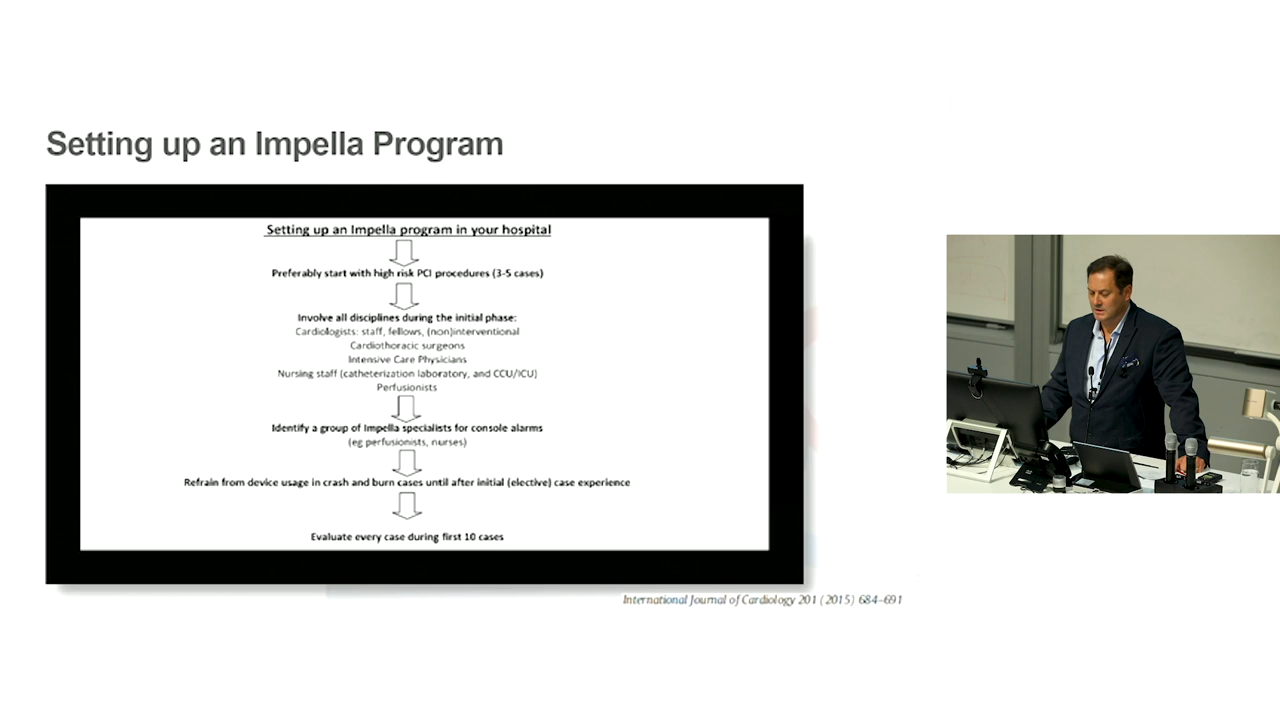 Setting up an Impella Program
Setting up an Impella program in your hospital
Preferably start with high risk PCI procedures (3-5 cases)
Involve all disciplines during the initial phase:
Cardiologists: staff, fellows, (non)interventional
Cardiothoracic surgeons
Intensive Care Physicians
Nursing staff (catheterization laboratory, and CCU/ICU)
Perfusionists
Identify a group of Impella specialists for console alarms
(eg perfusionists, nurses)
Refrain from device usage in crash and burn cases until after initial (elective) case experience
Evaluate every case during first 10 cases
International Journal of Cardiology 201 (2015) 684–691